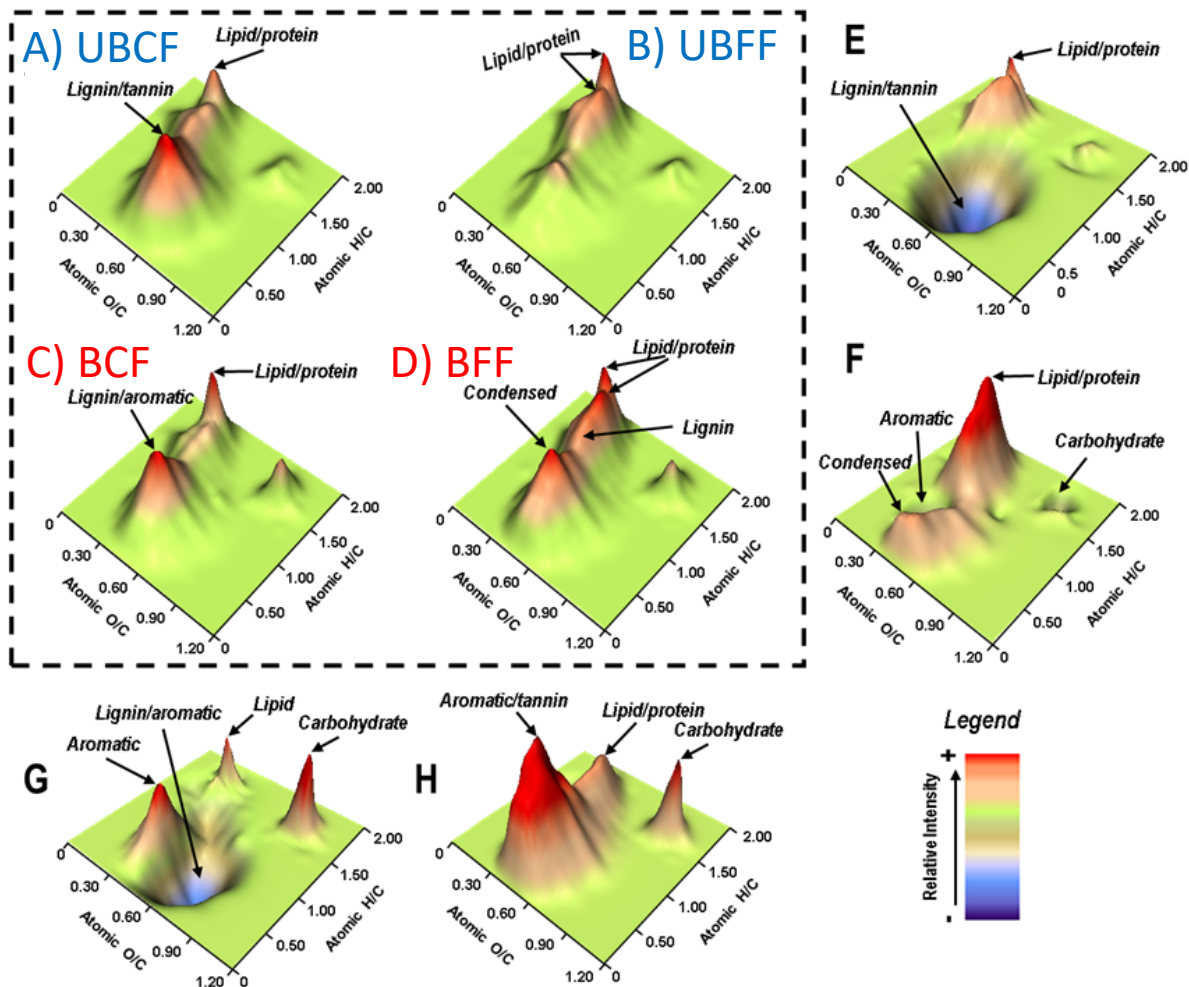 A) UBCF
Lipid/protein
Lignin/tannin
0
0.30
0.60
0.90
1.20
Atomic O/C
0
0.50
1.00
1.50
2.00
Atomic H/C
B) UBFF
Lipid/protein
0
0.30
0.60
0.90
1.20
Atomic O/C
0
0.50
1.00
1.50
2.00
Atomic H/C
E
Lipid/protein
Lignin/tannin
0
0.30
0.60
0.90
1.20
Atomic O/C
0
0
0.5
1.00
1.50
2.00
Atomic H/C
C) BCF
Lipid/protein
Lignin/aromatic
0
0.30
0.60
0.90
1.20
Atomic O/C
0
0.50
1.00
1.50
2.00
Atomic H/C
D) BFF
Lipid/protein
Condensed
Lignin
0
0.30
0.60
0.90
1.20
Atomic O/C
0
0.50
1.00
1.50
2.00
Atomic H/C
F
Lipid/protein
Aromatic
Carbohydrate
Condensed
0
0.30
0.60
0.90
1.20
Atomic O/C
0
0.50
1.00
1.50
2.00
Atomic H/C
G
Lignin/aromatic
Lipid
Carbohydrate
Aromatic
0
0.30
0.60
0.90
1.20
Atomic O/C
0
0.50
1.00
1.50
2.00
Atomic H/C
H
Aromatic/tannin
Lipid/protein
Carbohydrate
0
0.30
0.60
0.90
1.20
Atomic O/C
0
0.50
1.00
1.50
2.00
Atomic H/C
Legend
+
Relative Intensity
-